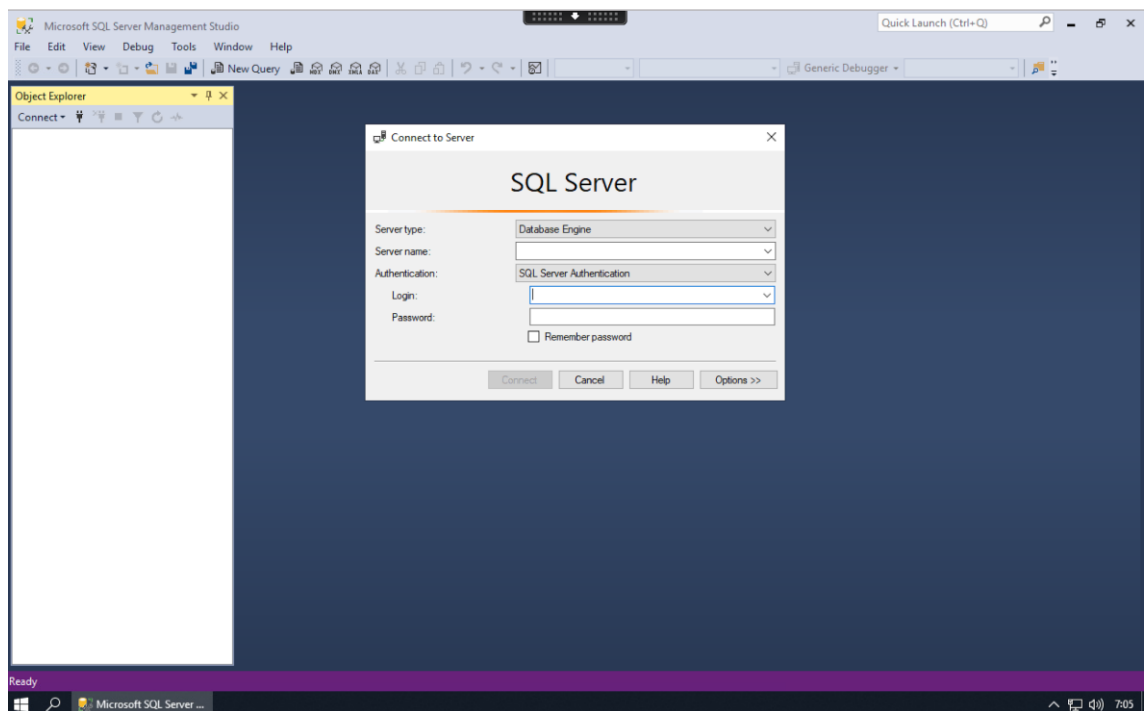 Microsoft SQL Server Management Studio
Quick Launch (Ctrl+Q)
File Edit View Debug Tools Window Help
New Query
Generic Debugger
Object Explorer
Connect
Connect to Server
SQL Server
Server type: Database Engine
Server name:
Authentication: SQL Server Authentication
Login:
Password:
Remember password
Connect Cancel Help Options >>
Ready
Microsoft SQL Server ...
7:05